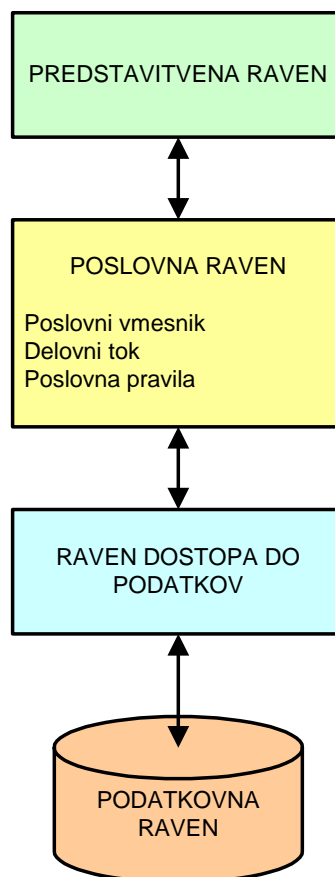 PREDSTAVITVENA RAVEN
POSLOVNA RAVEN
Poslovni vmesnik
Delovni tok
Poslovna pravila
RAVEN DOSTOPA DO
PODATKOV
PODATKOVNA
RAVEN